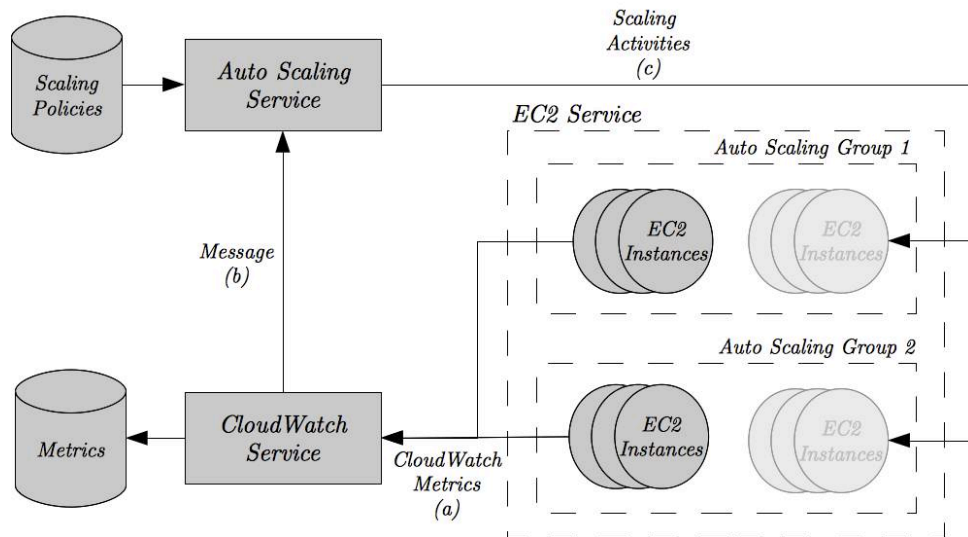 Scaling
Activities
(c)
Scaling
Policies
Auto Scaling
Service
EC2 Service
Auto Scaling Group 1
EC2
Instances
EC2
Instances
Message
(b)
Auto Scaling Group 2
EC2
Instances
EC2
Instances
Metrics
CloudWatch
Service
CloudWatch
Metrics
(a)